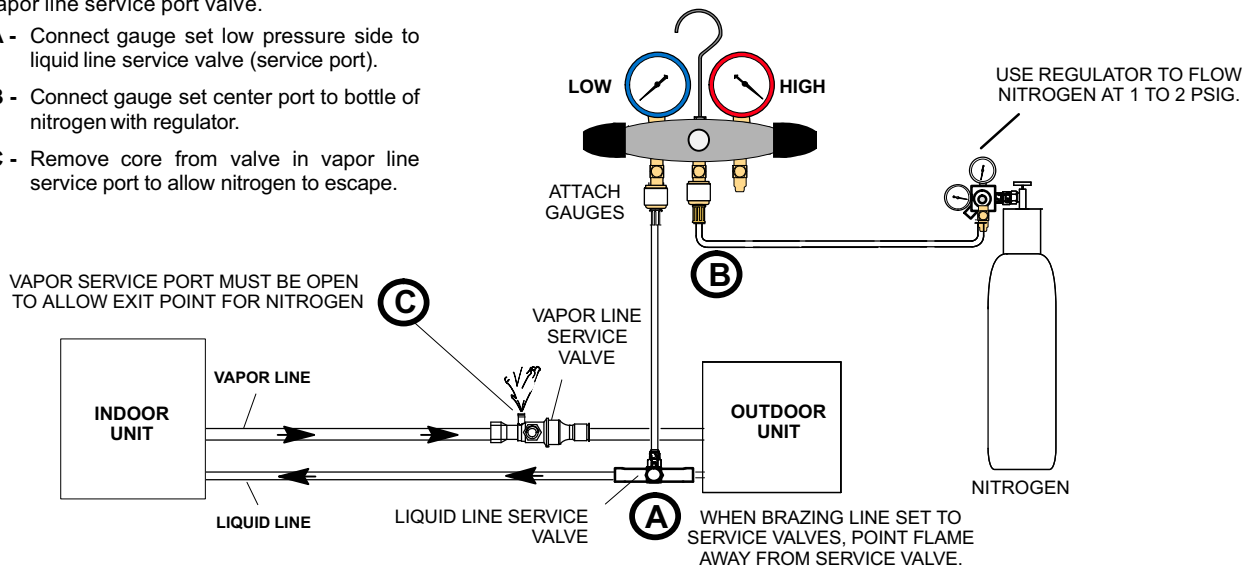 vapor line service port valve.
A - Connect gauge set low pressure side to
liquid line service valve (service port).
B - Connect gauge set center port to bottle of
nitrogen with regulator.
C - Remove core from valve in vapor line
service port to allow nitrogen to escape.
LOW
HIGH
USE REGULATOR TO FLOW
NITROGEN AT 1 TO 2 PSIG.
ATTACH
GAUGES
B
VAPOR SERVICE PORT MUST BE OPEN
TO ALLOW EXIT POINT FOR NITROGEN
C
VAPOR LINE
SERVICE
VALVE
VAPOR LINE
INDOOR
UNIT
OUTDOOR
UNIT
NITROGEN
LIQUID LINE
LIQUID LINE SERVICE
VALVE
A
WHEN BRAZING LINE SET TO
SERVICE VALVES, POINT FLAME
AWAY FROM SERVICE VALVE.